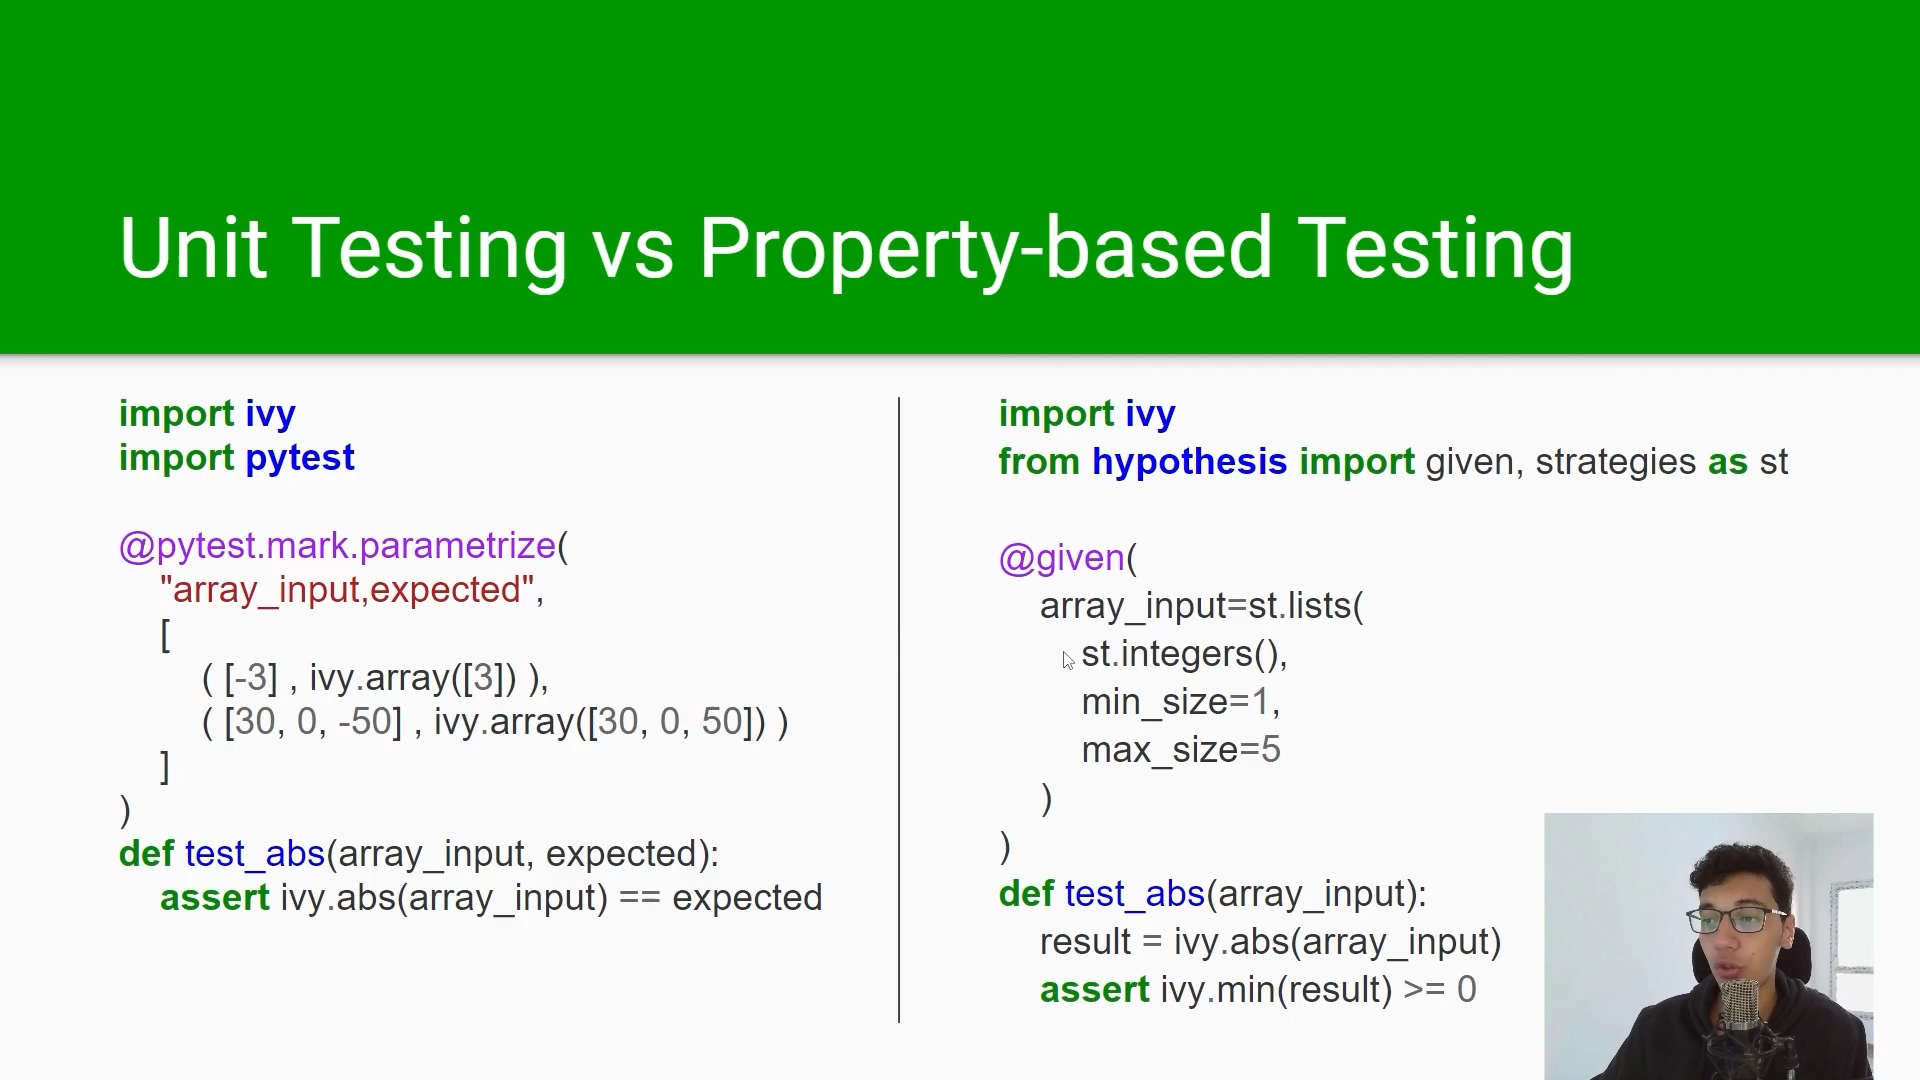 Unit Testing vs Property-based Testing
import ivy
import pytest
@pytest.mark.parametrize(
"array_input,expected",
[
( [-3] , ivy.array([3]) ),
( [30, 0, -50] , ivy.array([30, 0, 50]) )
]
)
def test_abs(array_input, expected):
assert ivy.abs(array_input) == expected
import ivy
from hypothesis import given, strategies as st
@given(
array_input=st.lists(
st.integers(),
min_size=1,
max_size=5
)
)
def test_abs(array_input):
result = ivy.abs(array_input)
assert ivy.min(result) >= 0